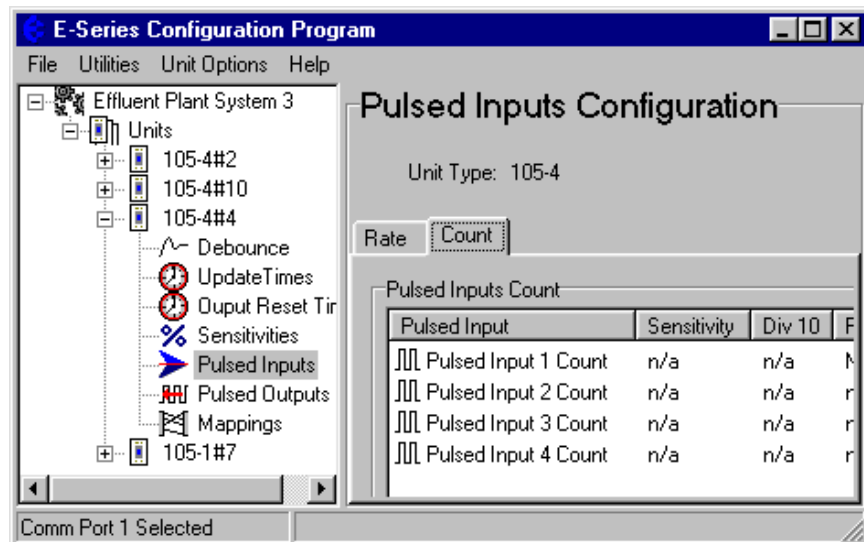 E-Series Configuration Program
File Utilities Unit Options Help
Effluent Plant System 3
Units
105-4#2
105-4#10
105-4#4
Debounce
UpdateTimes
Ouput Reset Tir
Sensitivities
Pulsed Inputs
Pulsed Outputs
Mappings
105-1#7
Pulsed Inputs Configuration
Unit Type: 105-4
Rate Count
Pulsed Inputs Count
Pulsed Input Sensitivity Div 10
Pulsed Input 1 Count n/a n/a
Pulsed Input 2 Count n/a n/a
Pulsed Input 3 Count n/a n/a
Pulsed Input 4 Count n/a n/a
Comm Port 1 Selected